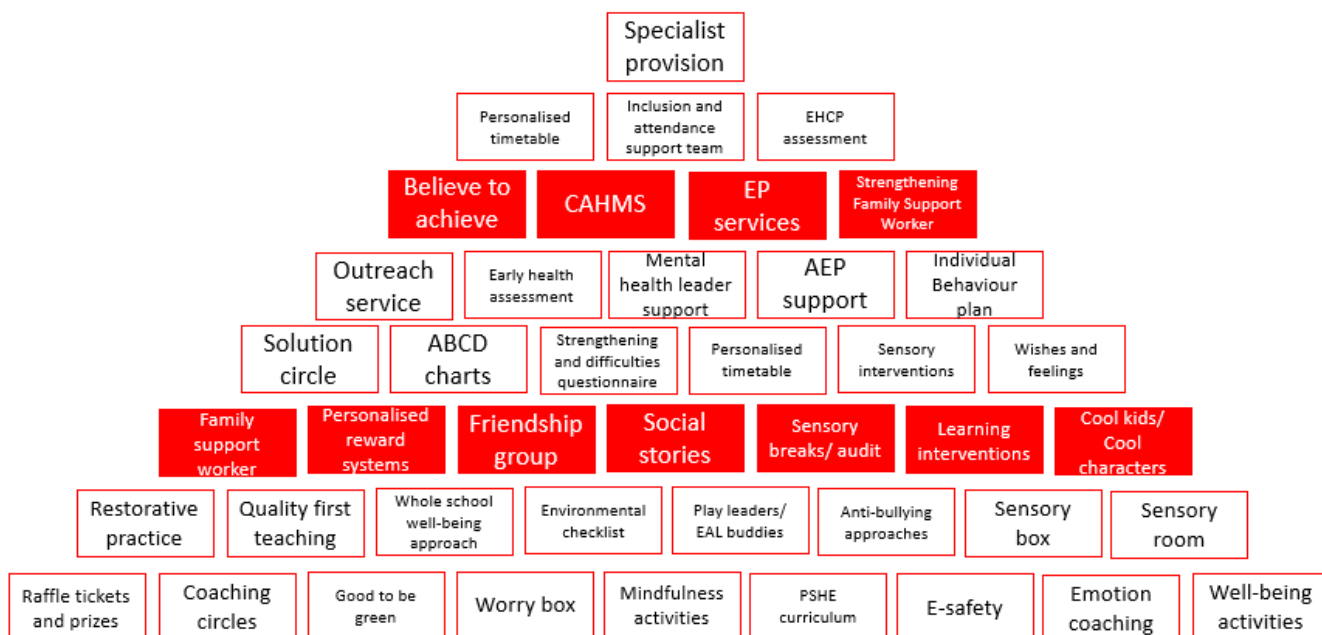 Specialist
provision
Personalised
timetable
Inclusion and
attendance
support team
EHCP
assessment
Believe to
achieve
CAHMS
EP
services
Strengthening
Family Support
Worker
Outreach
service
Early health
assessment
Mental
health leader
support
AEP
support
Individual
Behaviour
plan
Solution
circle
ABCD
charts
Strengthening
and difficulties
questionnaire
Personalised
timetable
Sensory
interventions
Wishes and
feelings
Family
support
worker
Personalised
reward
systems
Friendship
group
Social
stories
Sensory
breaks/ audit
Learning
interventions
Cool kids/
Cool
characters
Restorative
practice
Quality first
teaching
Whole school
well-being
approach
Environmental
checklist
Play leaders/
EAL buddies
Anti-bullying
approaches
Sensory
box
Sensory
room
Raffle tickets
and prizes
Coaching
circles
Good to be
green
Worry box
Mindfulness
activities
PSHE
curriculum
E-safety
Emotion
coaching
Well-being
activities